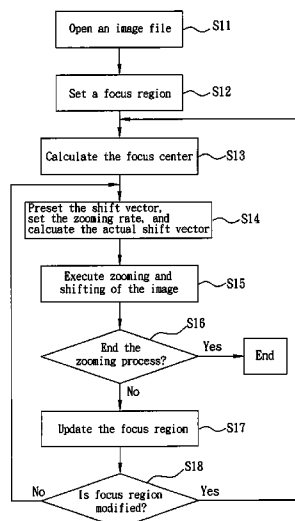 Open an image file
S11
Set a focus region
S12
Calculate the focus center
S13
Preset the shift vector,
set the zooming rate, and
calcuate the actual shift vector
S14
Execute zooming and
shifting of the image
S15
S16
End the
zooming process?
Yes
End
No
Update the focus region
S17
S18
No
Is focus region
modified?
Yes